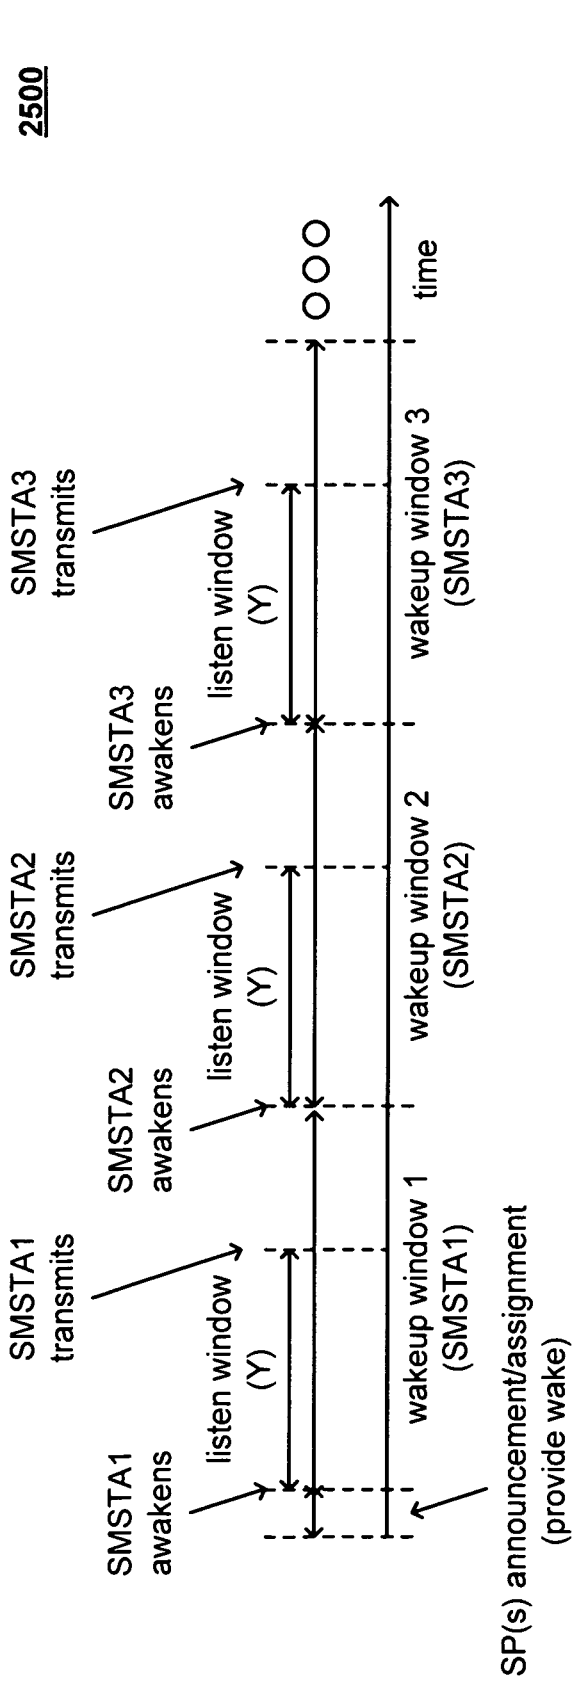 2500
SMSTA1
transmits
SMSTA2
transmits
SMSTA3
transmits
SMSTA1
awakens
SMSTA2
awakens
SMSTA3
awakens
listen window
(Y)
listen window
(Y)
listen window
(Y)
time
wakeup window 1
(SMSTA1)
wakeup window 2
(SMSTA2)
wakeup window 3
(SMSTA3)
SP(s) announcement/assignment
(provide wake)